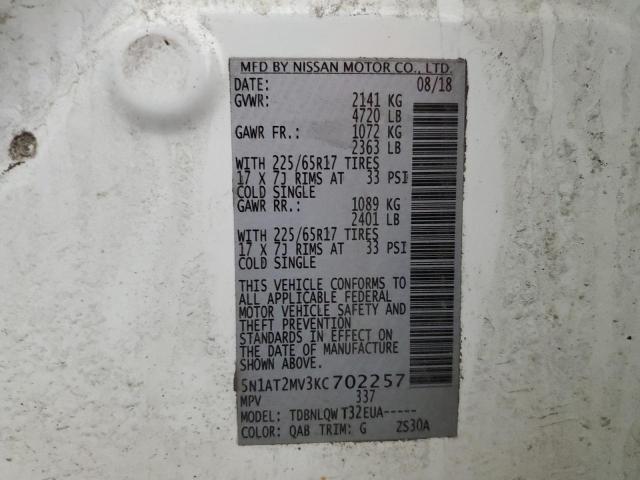 MFD BY NISSAN MOTOR CO., LTD.
DATE: 08/18
GVWR: 2141 KG
4720 LB
GAWR FR.: 1072 KG
2363 LB
WITH 225/65R17 TIRES
17 X 7J RIMS AT 33 PSI
COLD SINGLE
GAWR RR.: 1089 KG
2401 LB
WITH 225/65R17 TIRES
17 X 7J RIMS AT 33 PSI
COLD SINGLE
THIS VEHICLE CONFORMS TO
ALL APPLICABLE FEDERAL
MOTOR VEHICLE SAFETY AND
THEFT PREVENTION
STANDARDS IN EFFECT ON
THE DATE OF MANUFACTURE
SHOWN ABOVE.
5N1AT2MV3KC702257
MPV 337
MODEL: TDBNLQW T32EUA-----
COLOR: QAB TRIM: G ZS30A